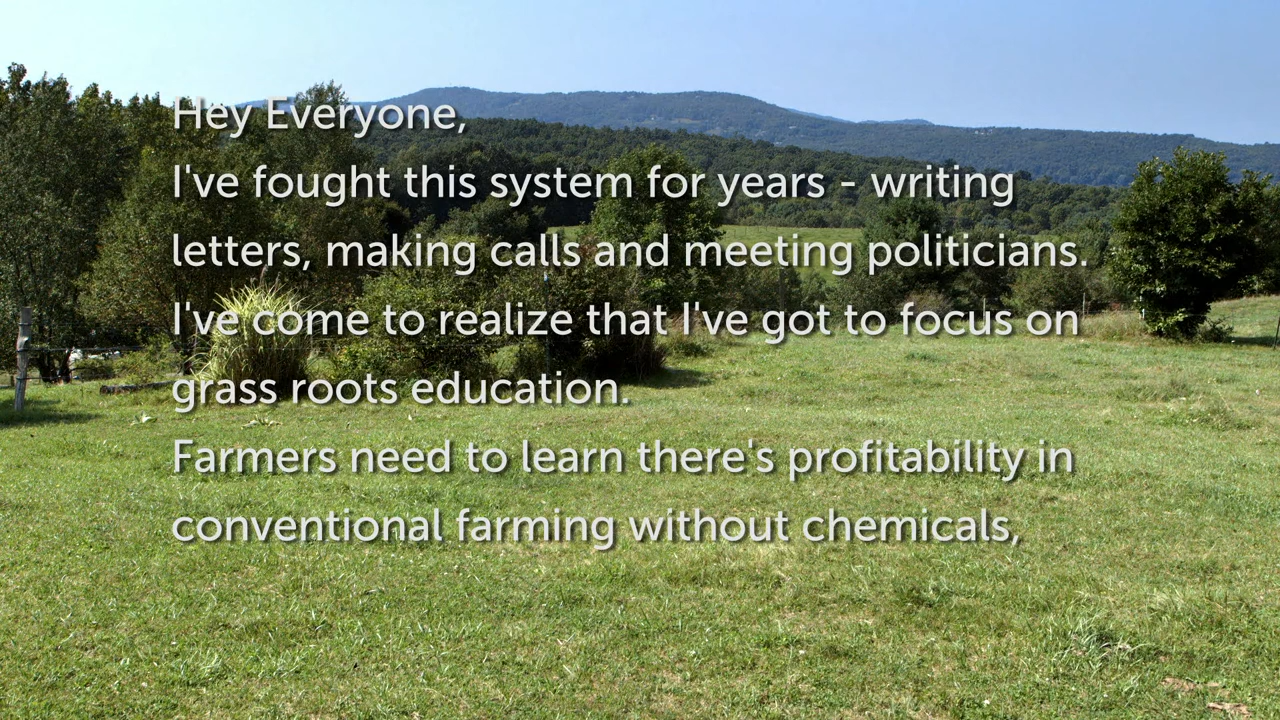 Hey Everyone,
I've fought this system for years - writing
letters, making calls and meeting politicians.
I've come to realize that I've got to focus on
grass roots education.
Farmers need to learn there's profitability in
conventional farming without chemicals,